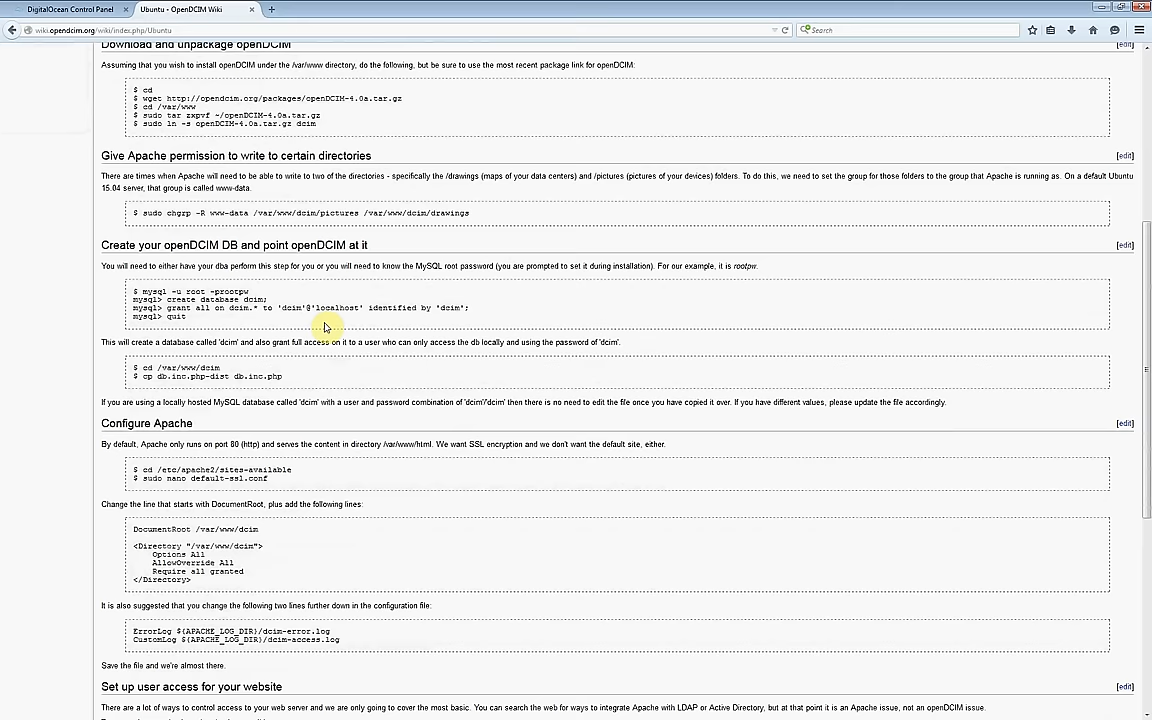 DigitalOcean Control Panel
Ubuntu - OpenDCIM Wiki
wiki.opendcim.org/wiki/index.php/Ubuntu
Search
Download and unpackage openDCIM
[edit]
Assuming that you wish to install openDCIM under the /var/www directory, do the following, but be sure to use the most recent package link for openDCIM:
$ cd
$ wget http://opendcim.org/packages/openDCIM-4.0a.tar.gz
$ cd /var/www
$ sudo tar zxpvf ~/openDCIM-4.0a.tar.gz
$ sudo ln -s openDCIM-4.0a.tar.gz dcim
Give Apache permission to write to certain directories
[edit]
There are times when Apache will need to be able to write to two of the directories - specifically the /drawings (maps of your data centers) and /pictures (pictures of your devices) folders. To do this, we need to set the group for those folders to the group that Apache is running as. On a default Ubuntu
15.04 server, that group is called www-data.
$ sudo chgrp -R www-data /var/www/dcim/pictures /var/www/dcim/drawings
Create your openDCIM DB and point openDCIM at it
[edit]
You will need to either have your dba perform this step for you or you will need to know the MySQL root password (you are prompted to set it during installation). For our example, it is rootpw.
$ mysql -u root -prootpw
mysql> create database dcim;
mysql> grant all on dcim.* to 'dcim'@'localhost' identified by 'dcim';
mysql> quit
This will create a database called 'dcim' and also grant full access on it to a user who can only access the db locally and using the password of 'dcim'.
$ cd /var/www/dcim
$ cp db.inc.php-dist db.inc.php
If you are using a locally hosted MySQL database called 'dcim' with a user and password combination of 'dcim'/'dcim' then there is no need to edit the file once you have copied it over. If you have different values, please update the file accordingly.
Configure Apache
[edit]
By default, Apache only runs on port 80 (http) and serves the content in directory /var/www/html. We want SSL encryption and we don't want the default site, either.
$ cd /etc/apache2/sites-available
$ sudo nano default-ssl.conf
Change the line that starts with DocumentRoot, plus add the following lines:
DocumentRoot /var/www/dcim
<Directory "/var/www/dcim">
Options All
AllowOverride All
Require all granted
</Directory>
It is also suggested that you change the following two lines further down in the configuration file:
ErrorLog ${APACHE_LOG_DIR}/dcim-error.log
CustomLog ${APACHE_LOG_DIR}/dcim-access.log
Save the file and we're almost there.
Set up user access for your website
[edit]
There are a lot of ways to control access to your web server and we are only going to cover the most basic. You can search the web for ways to integrate Apache with LDAP or Active Directory, but at that point it is an Apache issue, not an openDCIM issue.